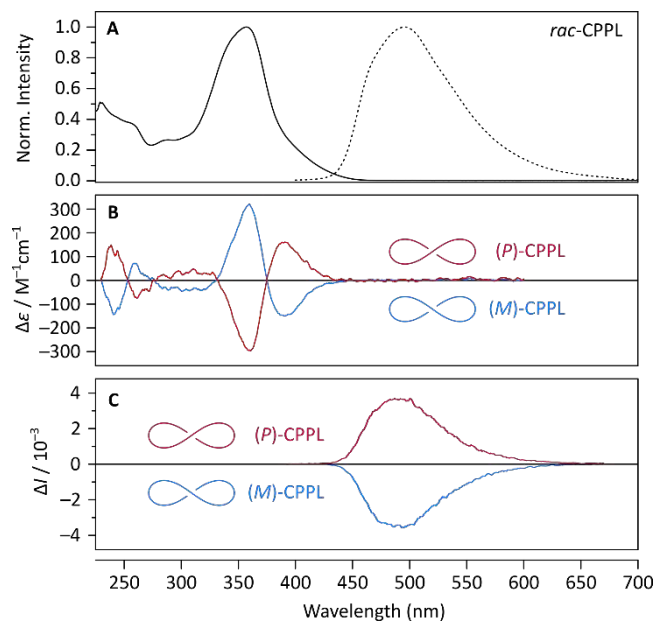 A
rac-CPPL
Norm. Intensity
1.0
0.8
0.6
0.4
0.2
0.0
B
Δε / M⁻¹cm⁻¹
300
200
100
0
−100
−200
−300
(P)-CPPL
(M)-CPPL
C
ΔI / 10⁻³
4
2
0
−2
−4
(P)-CPPL
(M)-CPPL
250 300 350 400 450 500 550 600 650 700
Wavelength (nm)